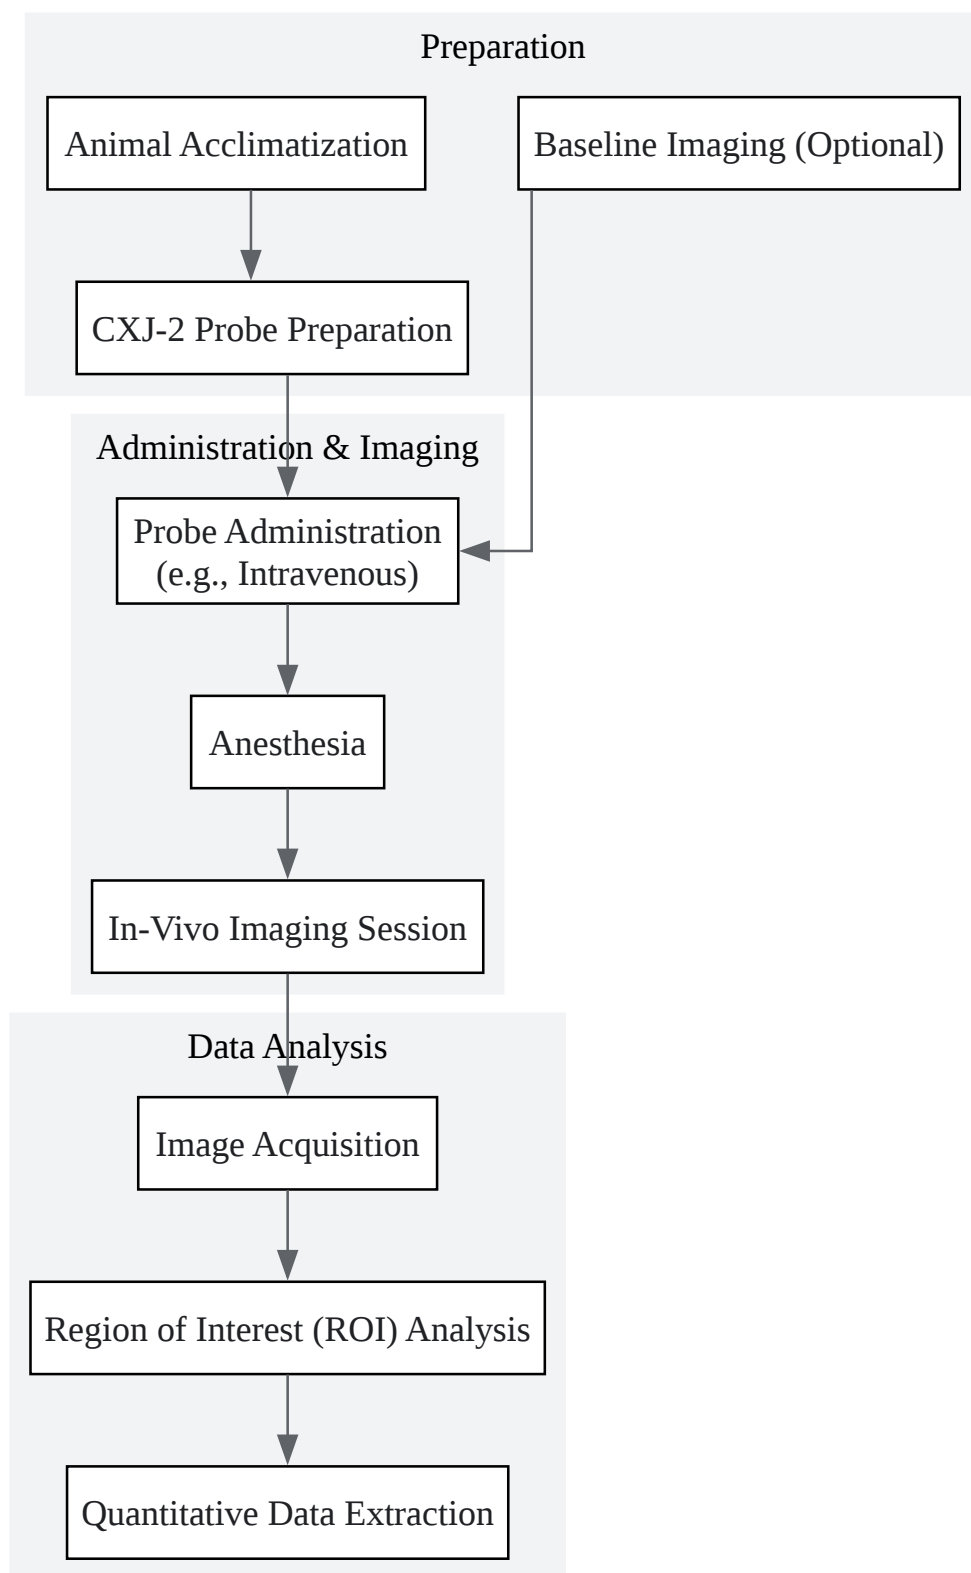 Preparation
Animal Acclimatization
Baseline Imaging (Optional)
CXJ-2 Probe Preparation
Administration & Imaging
Probe Administration
(e.g., Intravenous)
Anesthesia
In-Vivo Imaging Session
Data Analysis
Image Acquisition
Region of Interest (ROI) Analysis
Quantitative Data Extraction